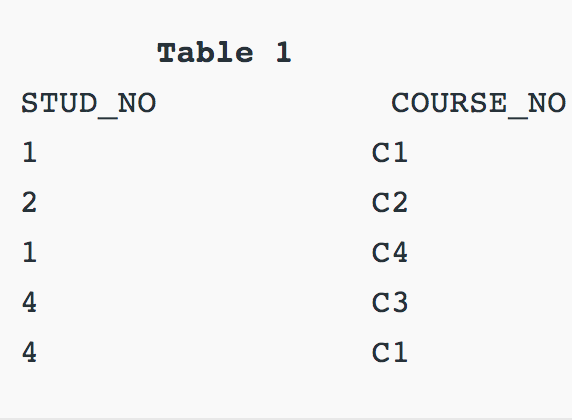 Table 1
STUD_NO COURSE_NO
1 C1
2 C2
1 C4
4 C3
4 C1